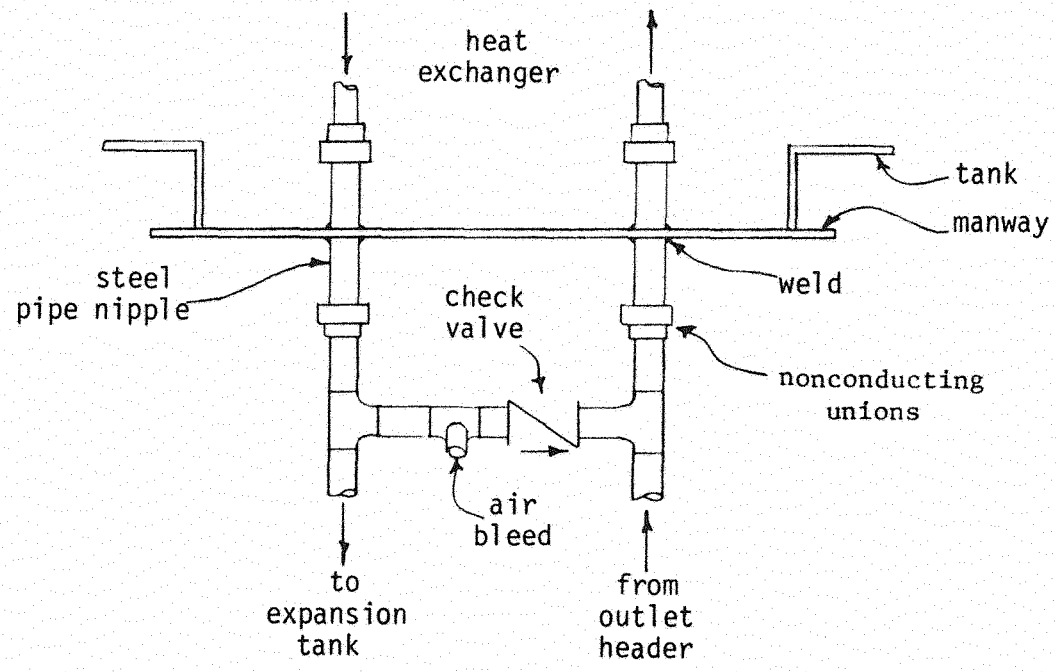 heat
exchanger
tank
manway
steel
pipe nipple
weld
check
valve
nonconducting
unions
air
bleed
to
expansion
tank
from
outlet
header